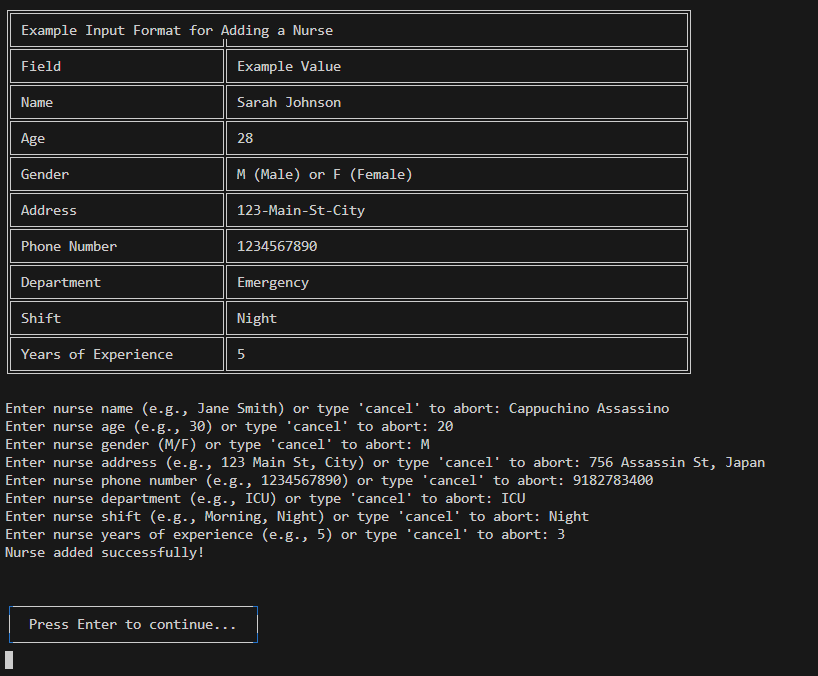 Example Input Format for Adding a Nurse
Field Example Value
Name Sarah Johnson
Age 28
Gender M (Male) or F (Female)
Address 123-Main-St-City
Phone Number 1234567890
Department Emergency
Shift Night
Years of Experience 5
Enter nurse name (e.g., Jane Smith) or type 'cancel' to abort: Cappuchino Assassino
Enter nurse age (e.g., 30) or type 'cancel' to abort: 20
Enter nurse gender (M/F) or type 'cancel' to abort: M
Enter nurse address (e.g., 123 Main St, City) or type 'cancel' to abort: 756 Assassin St, Japan
Enter nurse phone number (e.g., 1234567890) or type 'cancel' to abort: 9182783400
Enter nurse department (e.g., ICU) or type 'cancel' to abort: ICU
Enter nurse shift (e.g., Morning, Night) or type 'cancel' to abort: Night
Enter nurse years of experience (e.g., 5) or type 'cancel' to abort: 3
Nurse added successfully!
Press Enter to continue...